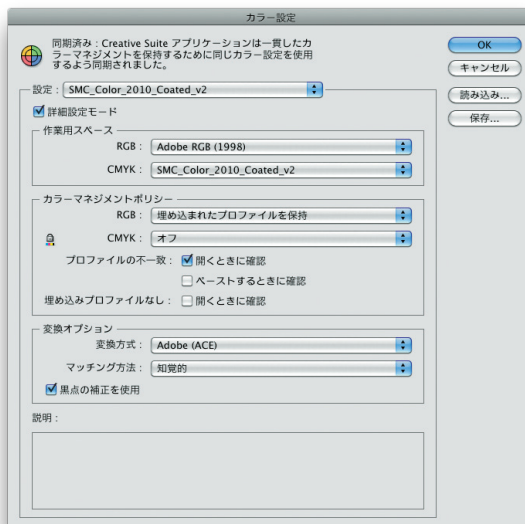 カラー設定
同期済み : Creative Suite アプリケーションは一貫したカ
ラーマネジメントを保持するために同じカラー設定を使用
するよう同期されました。
OK
キャンセル
読み込み...
保存...
設定 : SMC_Color_2010_Coated_v2
詳細設定モード
作業用スペース
RGB : Adobe RGB (1998)
CMYK : SMC_Color_2010_Coated_v2
カラーマネジメントポリシー
RGB : 埋め込まれたプロファイルを保持
CMYK : オフ
プロファイルの不一致 : 開くときに確認
ペーストするときに確認
埋め込みプロファイルなし : 開くときに確認
変換オプション
変換方式 : Adobe (ACE)
マッチング方法 : 知覚的
黒点の補正を使用
説明 :